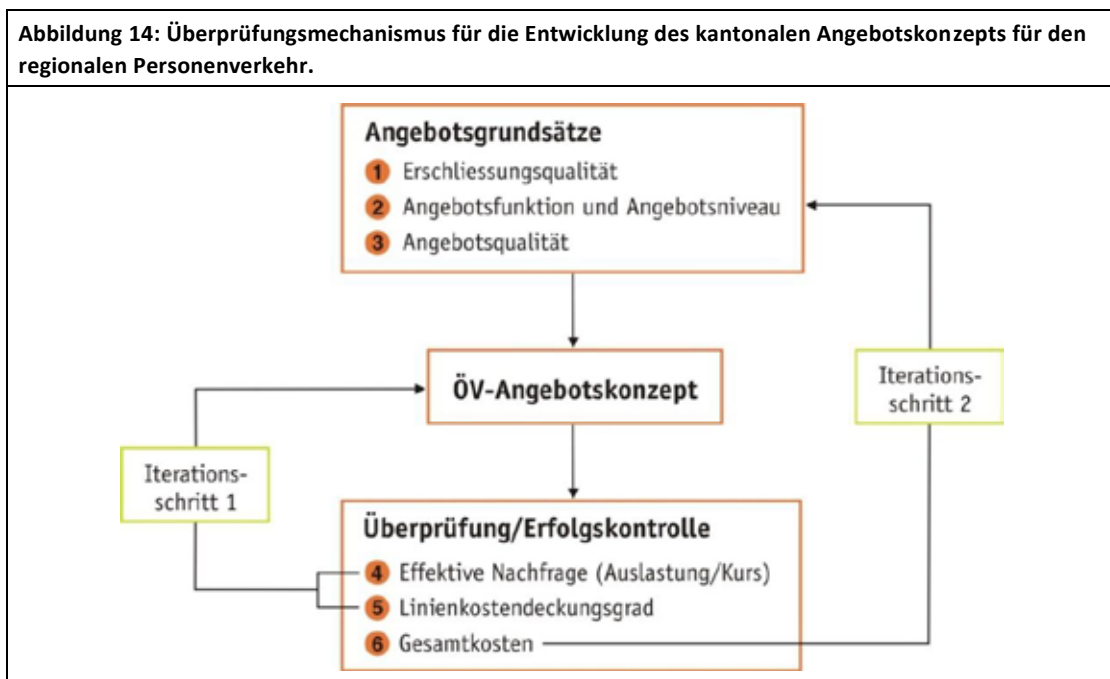 Abbildung 14: Überprüfungsmechanismus für die Entwicklung des kantonalen Angebotskonzepts für den
regionalen Personenverkehr.
Angebotsgrundsätze
1 Erschliessungsqualität
2 Angebotsfunktion und Angebotsniveau
3 Angebotsqualität
ÖV-Angebotskonzept
Iterations-
schritt 2
Iterations-
schritt 1
Überprüfung/Erfolgskontrolle
4 Effektive Nachfrage (Auslastung/Kurs)
5 Linienkostendeckungsgrad
6 Gesamtkosten